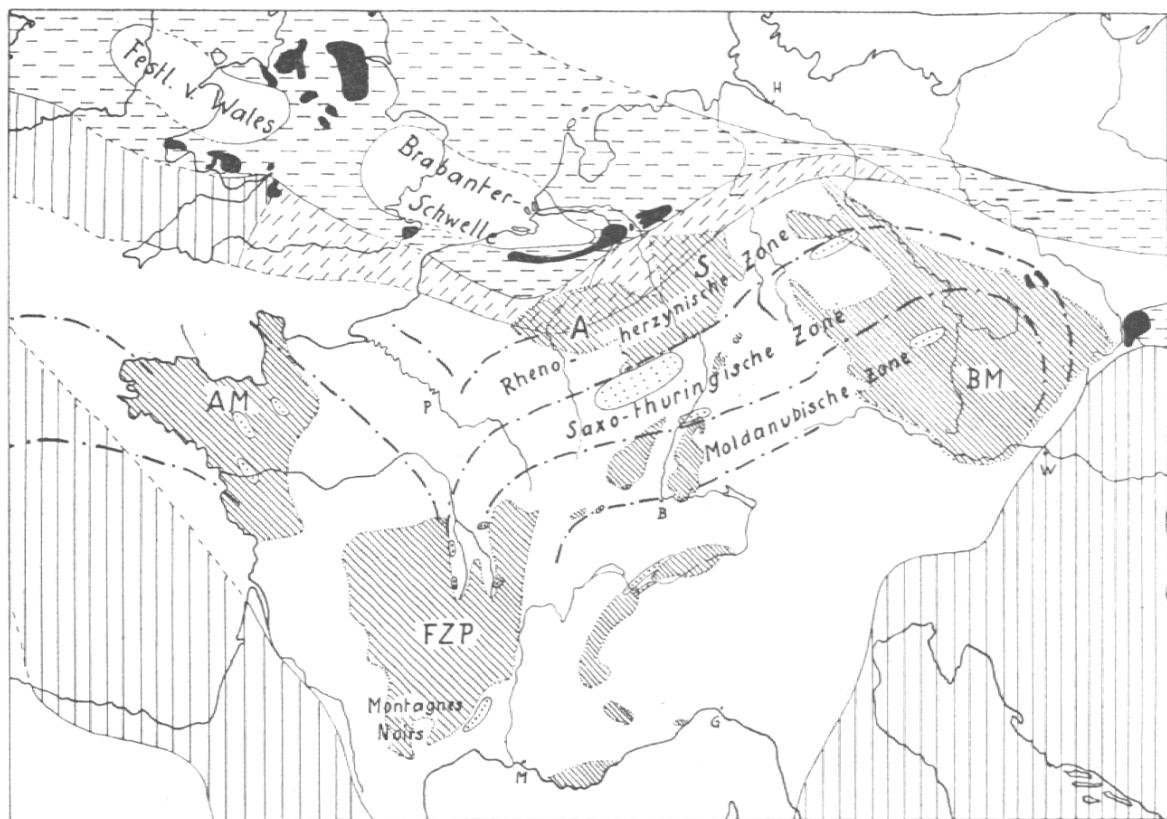 Festl. v. Wales
H
Brabanter-
Schwelle
S
A
Rheno - herzynische Zone
AM
P
Saxo-thuringische Zone
BM
Moldanubische Zone
W
B
FZP
Montagnes
Noirs
G
M